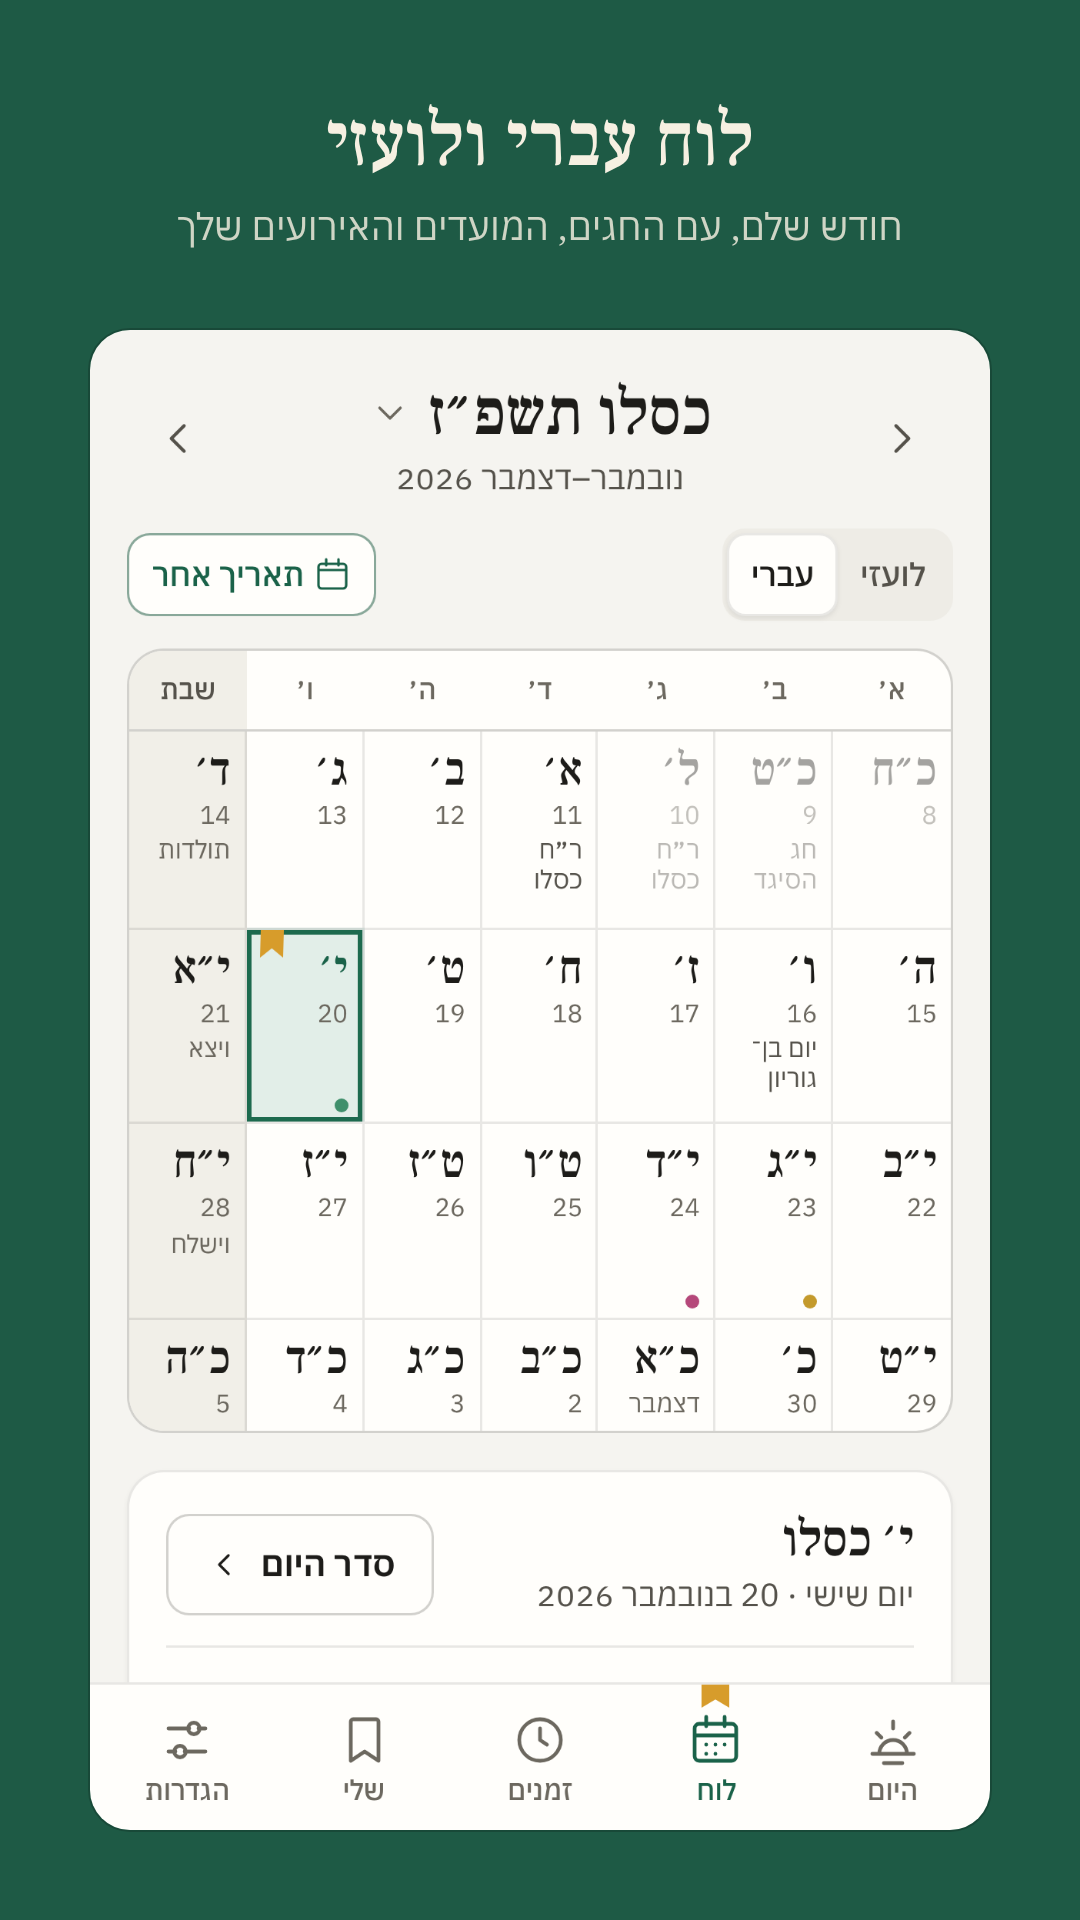 לוח עברי ולועזי
חודש שלם, עם החגים, המועדים והאירועים שלך
כסלו תשפ״ז
נובמבר–דצמבר 2026
לועזי עברי תאריך אחר
א׳ ב׳ ג׳ ד׳ ה׳ ו׳ שבת
כ״ח כ״ט ל׳ א׳ ב׳ ג׳ ד׳
8 9 10 11 12 13 14
חג ר״ח ר״ח תולדות
הסיגד כסלו כסלו
ה׳ ו׳ ז׳ ח׳ ט׳ י׳ י״א
15 16 17 18 19 20 21
יום בן־ ויצא
גוריון
י״ב י״ג י״ד ט״ו ט״ז י״ז י״ח
22 23 24 25 26 27 28
וישלח
י״ט כ׳ כ״א כ״ב כ״ג כ״ד כ״ה
29 30 דצמבר 2 3 4 5
י׳ כסלו
יום שישי · 20 בנובמבר 2026
סדר היום
היום לוח זמנים שלי הגדרות